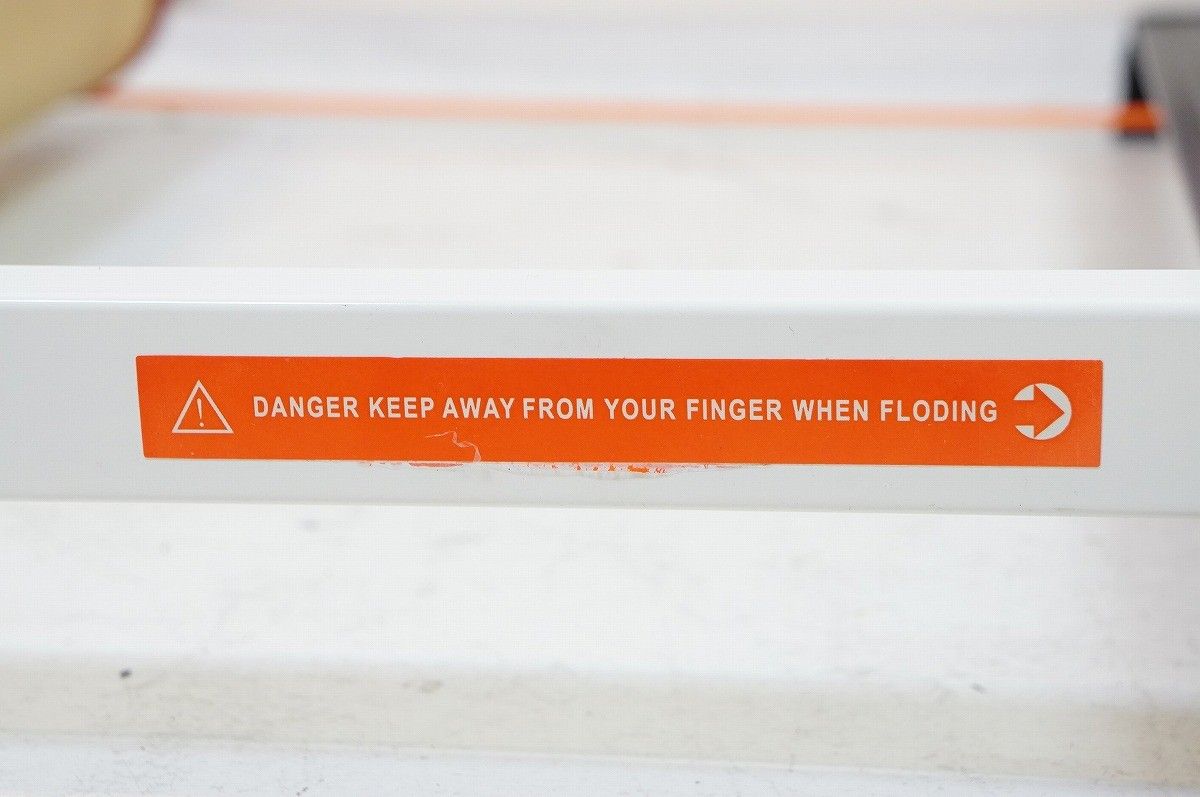 DANGER KEEP AWAY FROM YOUR FINGER WHEN FLODING